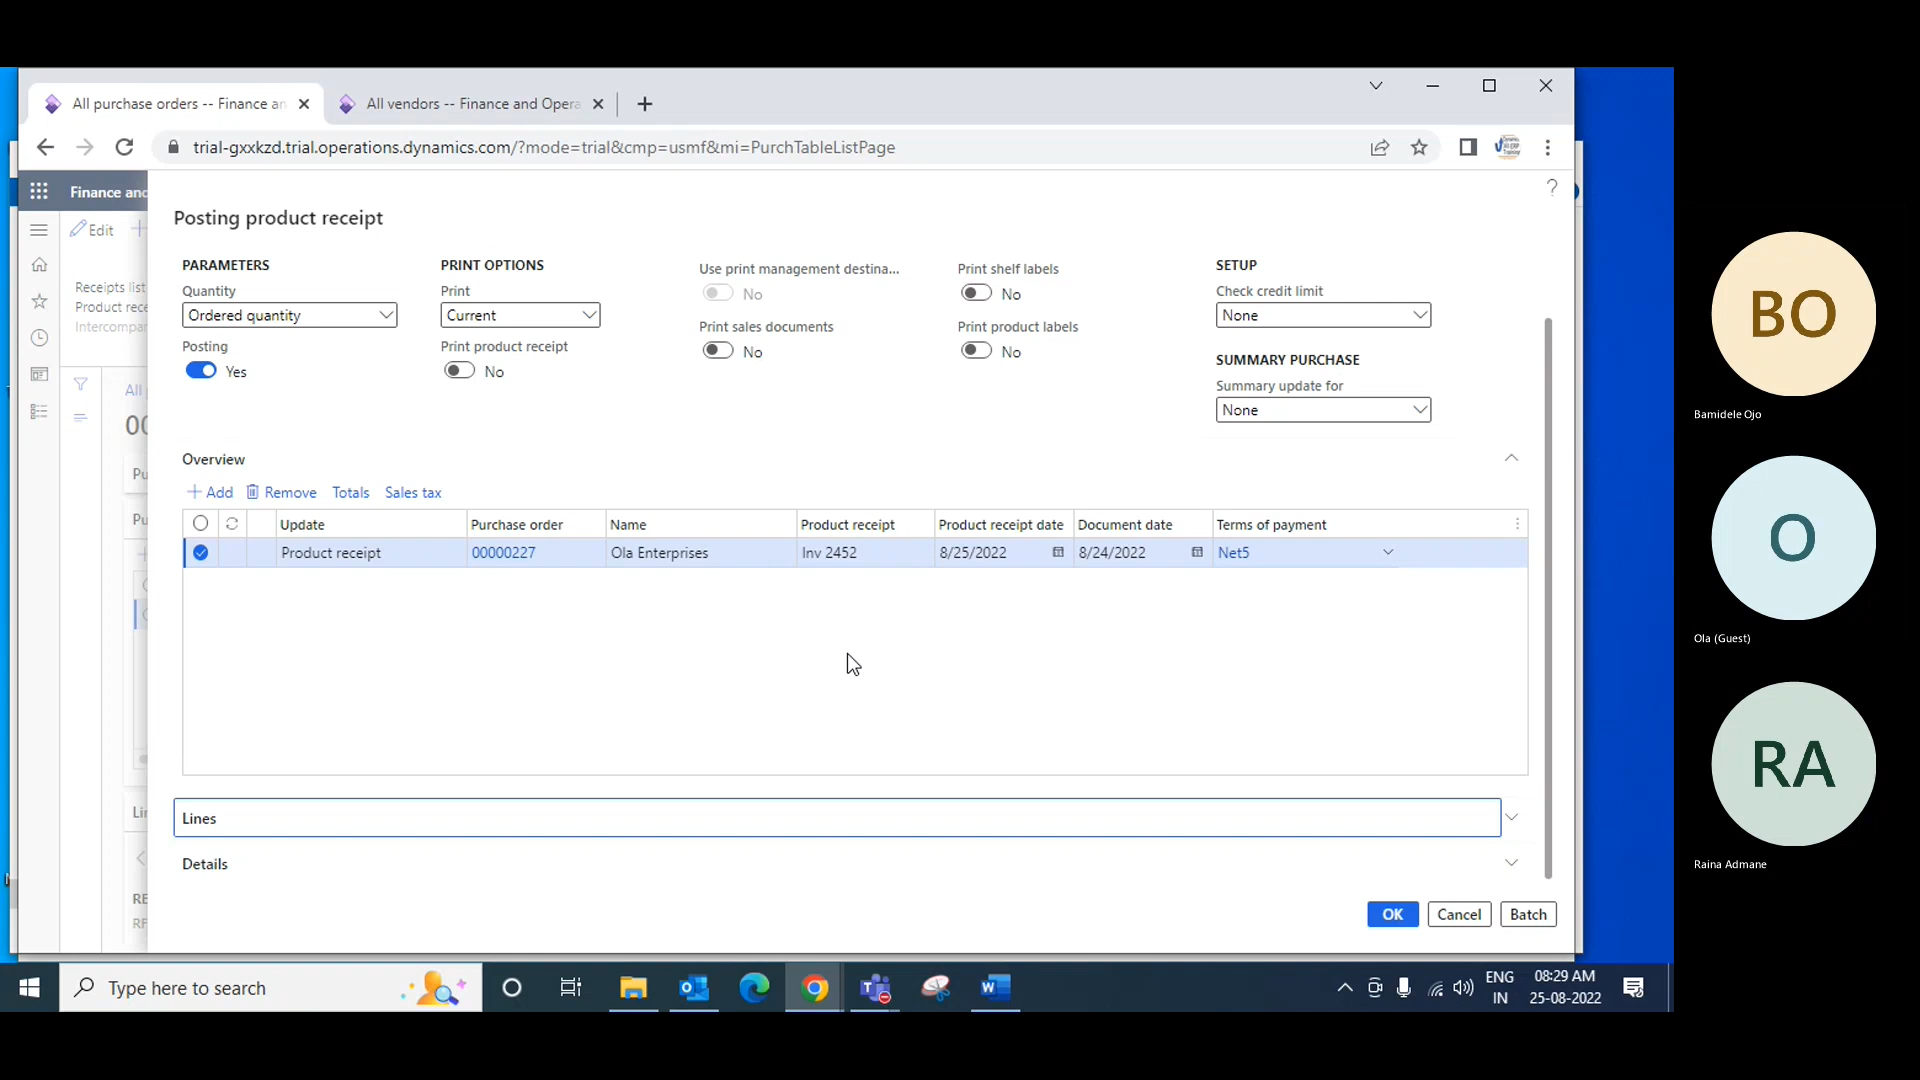 All purchase orders -- Finance an
All vendors -- Finance and Opera
trial-gxxkzd.trial.operations.dynamics.com/?mode=trial&cmp=usmf&mi=PurchTableListPage
Finance and
?
Edit
Receipts list
Product rece
Intercompan
All
00
Pu
Pu
Lin
RE
RF
Posting product receipt
PARAMETERS
Quantity
Ordered quantity
Posting
Yes
PRINT OPTIONS
Print
Current
Print product receipt
No
Use print management destina...
No
Print sales documents
No
Print shelf labels
No
Print product labels
No
SETUP
Check credit limit
None
SUMMARY PURCHASE
Summary update for
None
Overview
Add Remove Totals Sales tax
Update Purchase order Name Product receipt Product receipt date Document date Terms of payment
Product receipt 00000227 Ola Enterprises Inv 2452 8/25/2022 8/24/2022 Net5
Lines
Details
OK Cancel Batch
Type here to search
ENG
IN
08:29 AM
25-08-2022
BO
Bamidele Ojo
O
Ola (Guest)
RA
Raina Admane